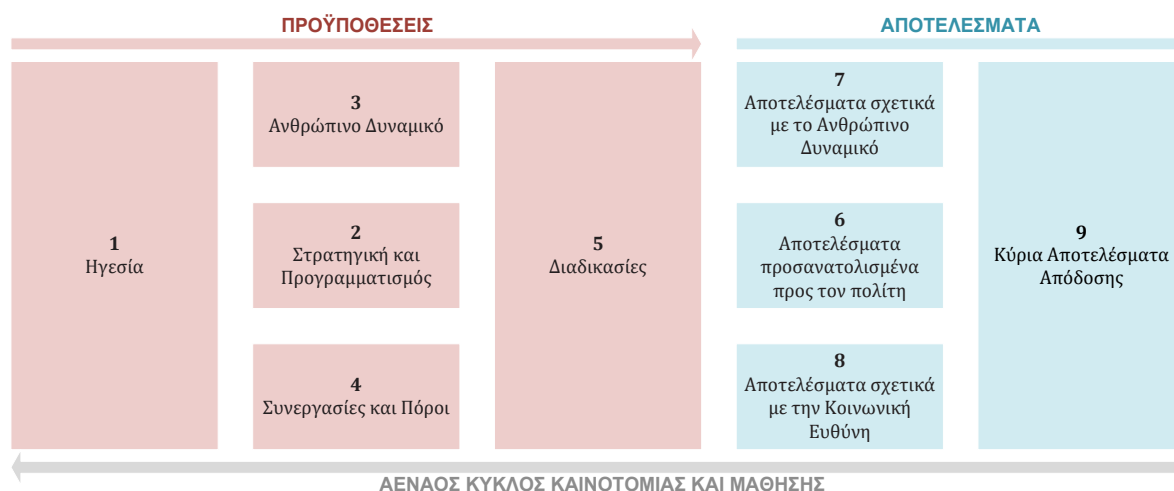 ΠΡΟΫΠΟΘΕΣΕΙΣ
ΑΠΟΤΕΛΕΣΜΑΤΑ
1
Ηγεσία
3
Ανθρώπινο Δυναμικό
2
Στρατηγική και
Προγραμματισμός
4
Συνεργασίες και Πόροι
5
Διαδικασίες
7
Αποτελέσματα σχετικά
με το Ανθρώπινο
Δυναμικό
6
Αποτελέσματα
προσανατολισμένα
προς τον πολίτη
8
Αποτελέσματα σχετικά
με την Κοινωνική
Ευθύνη
9
Κύρια Αποτελέσματα
Απόδοσης
ΑΕΝΑΟΣ ΚΥΚΛΟΣ ΚΑΙΝΟΤΟΜΙΑΣ ΚΑΙ ΜΑΘΗΣΗΣ